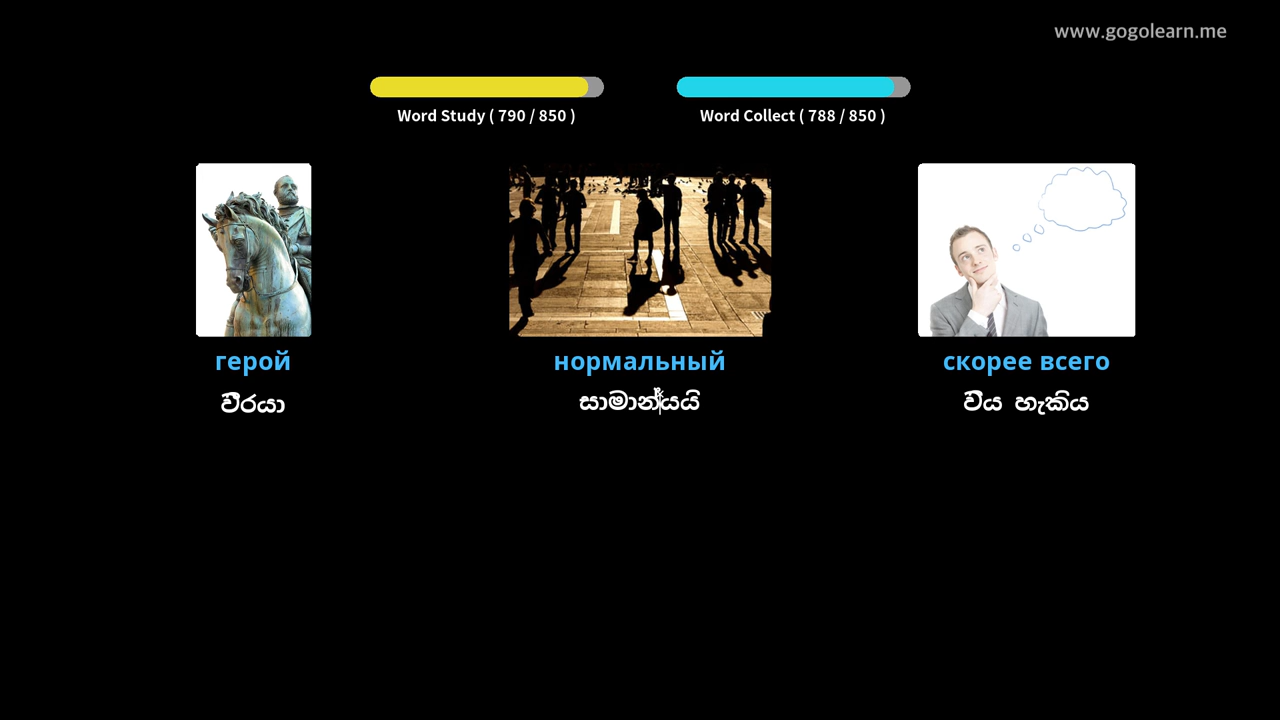 www.gogolearn.me
Word Study ( 790 / 850 )
Word Collect ( 788 / 850 )
герой
нормальный
скорее всего
වීරයා
සාමාන්‍යයි
විය හැකිය